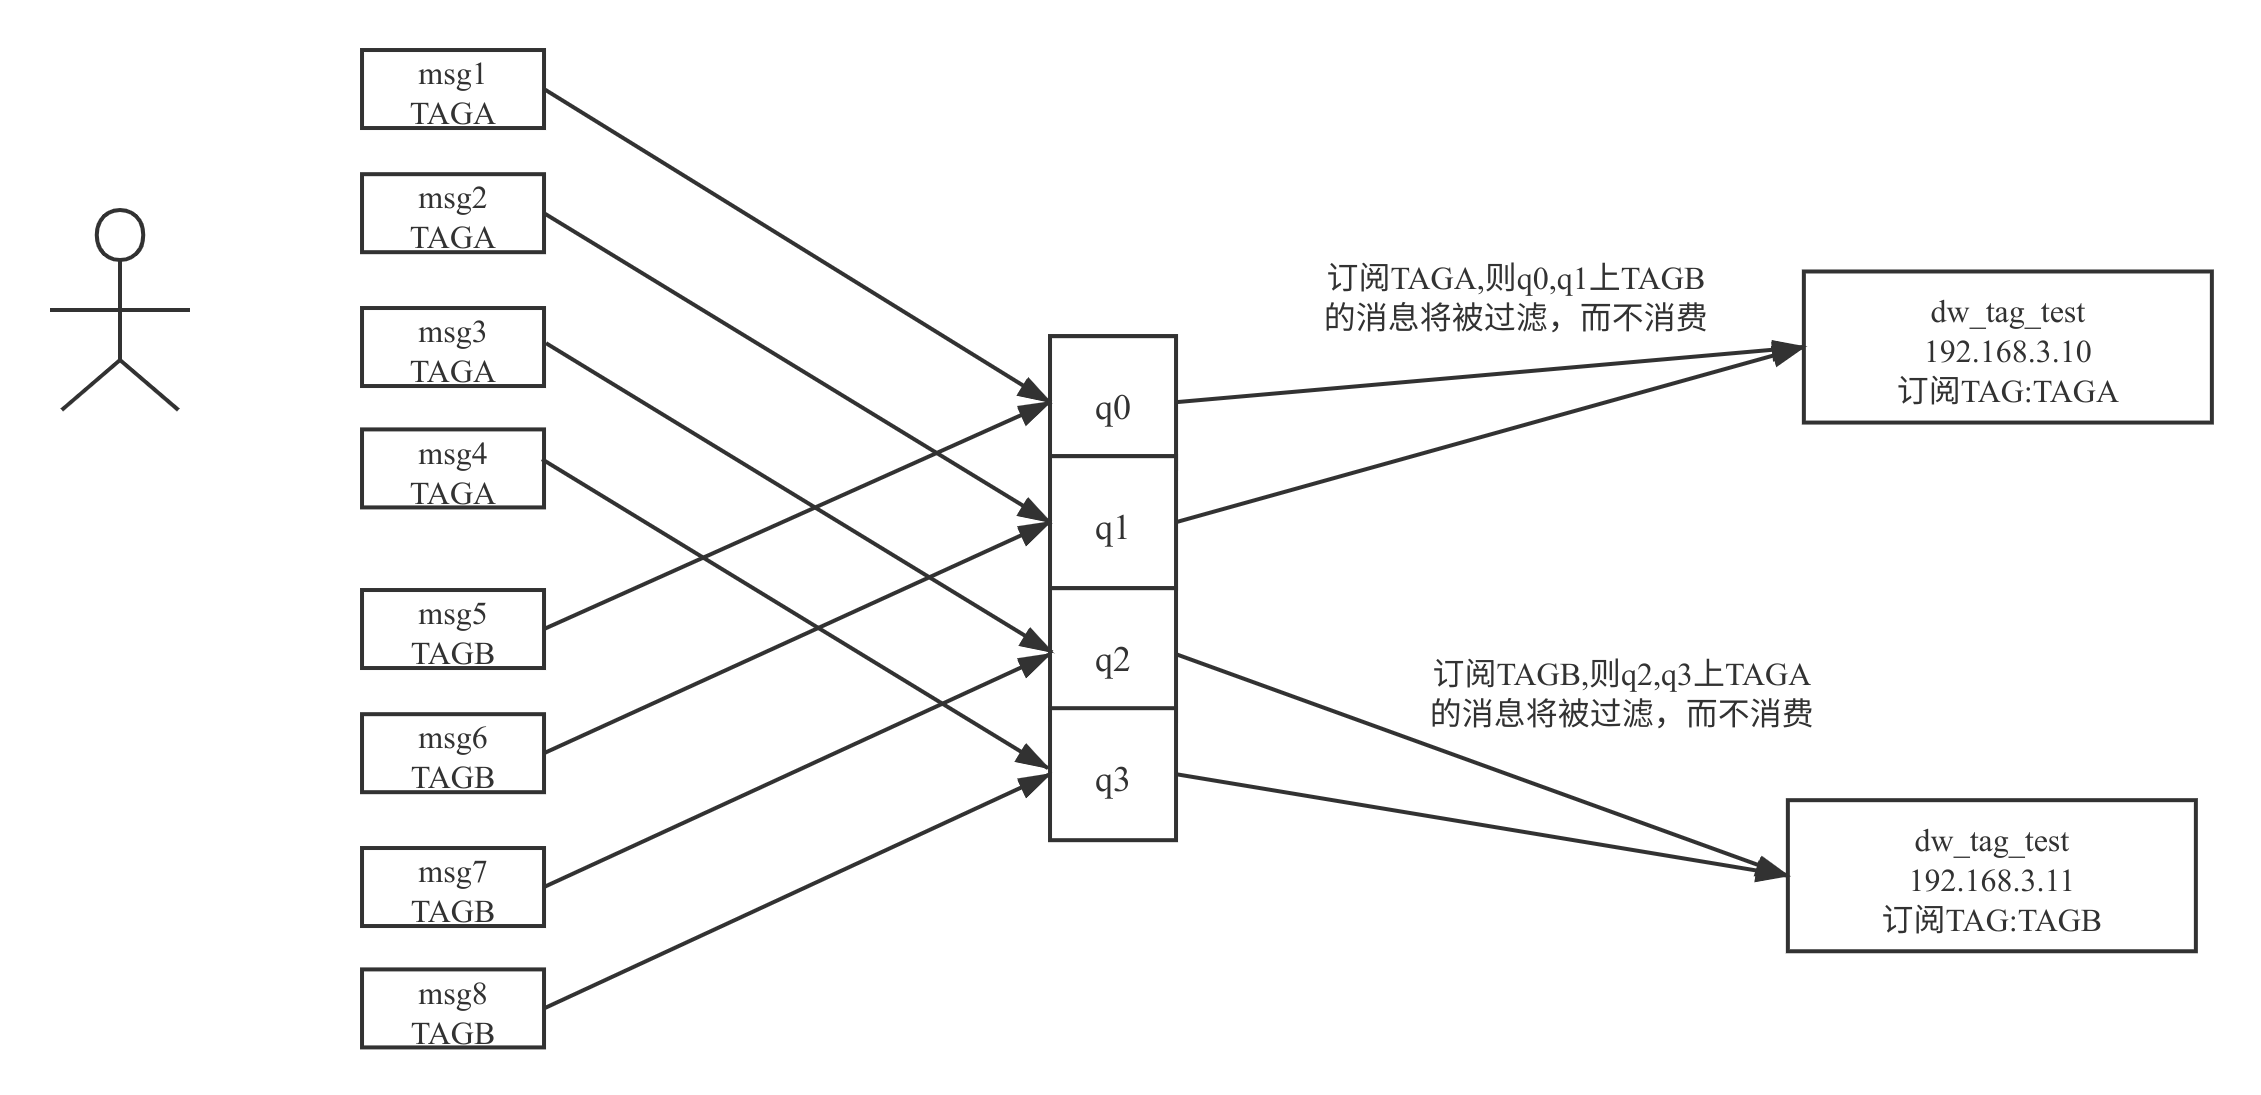 msg1
TAGA
msg2
TAGA
msg3
TAGA
msg4
TAGA
msg5
TAGB
msg6
TAGB
msg7
TAGB
msg8
TAGB
q0
q1
q2
q3
订阅TAGA,则q0,q1上TAGB
的消息将被过滤，而不消费
dw_tag_test
192.168.3.10
订阅TAG:TAGA
订阅TAGB,则q2,q3上TAGA
的消息将被过滤，而不消费
dw_tag_test
192.168.3.11
订阅TAG:TAGB